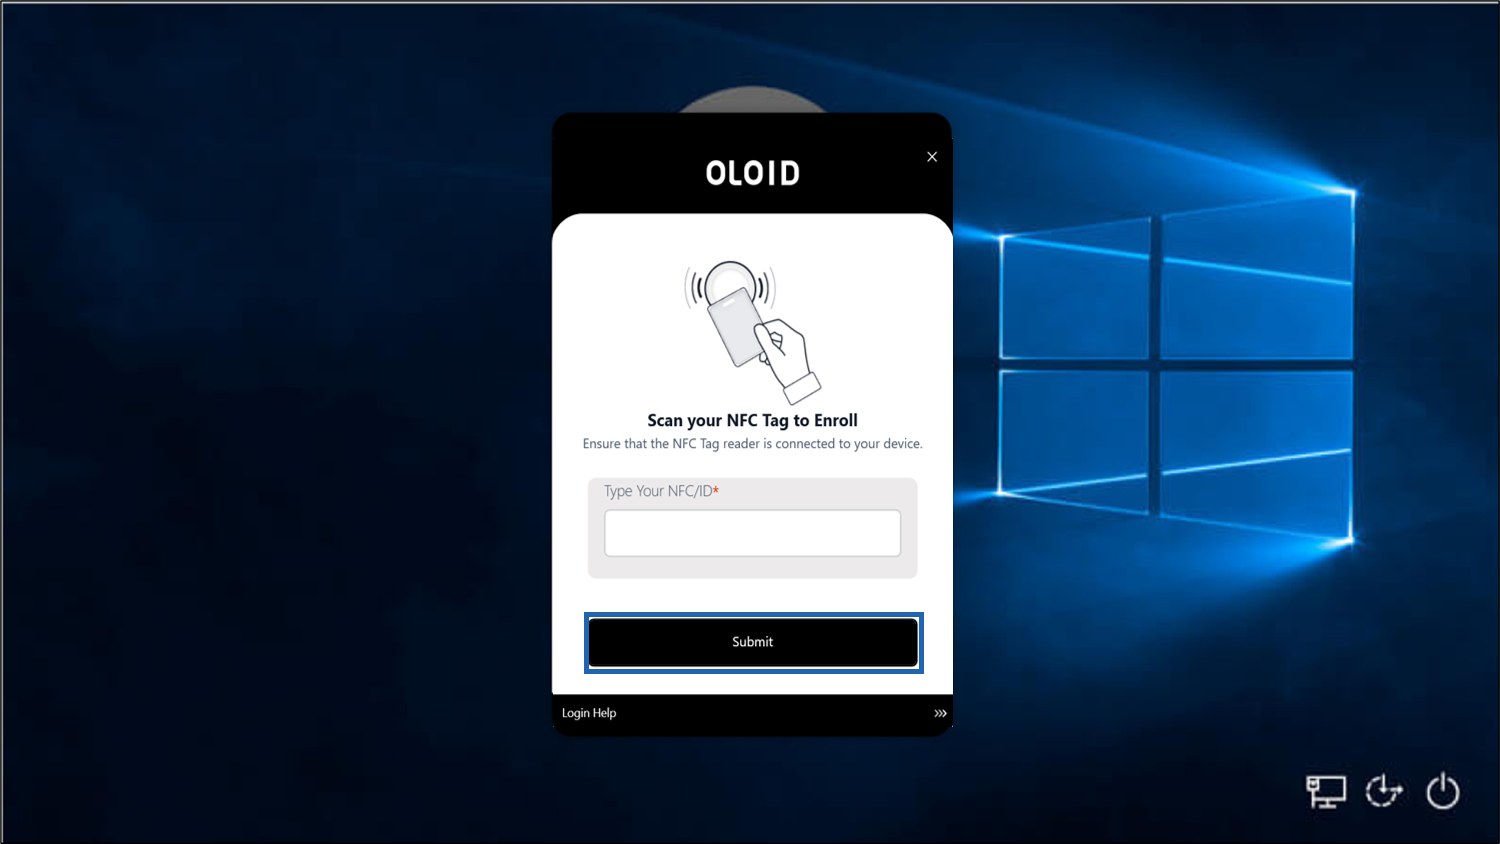 OLOID
Scan your NFC Tag to Enroll
Ensure that the NFC Tag reader is connected to your device.
Type Your NFC/ID*
Submit
Login Help